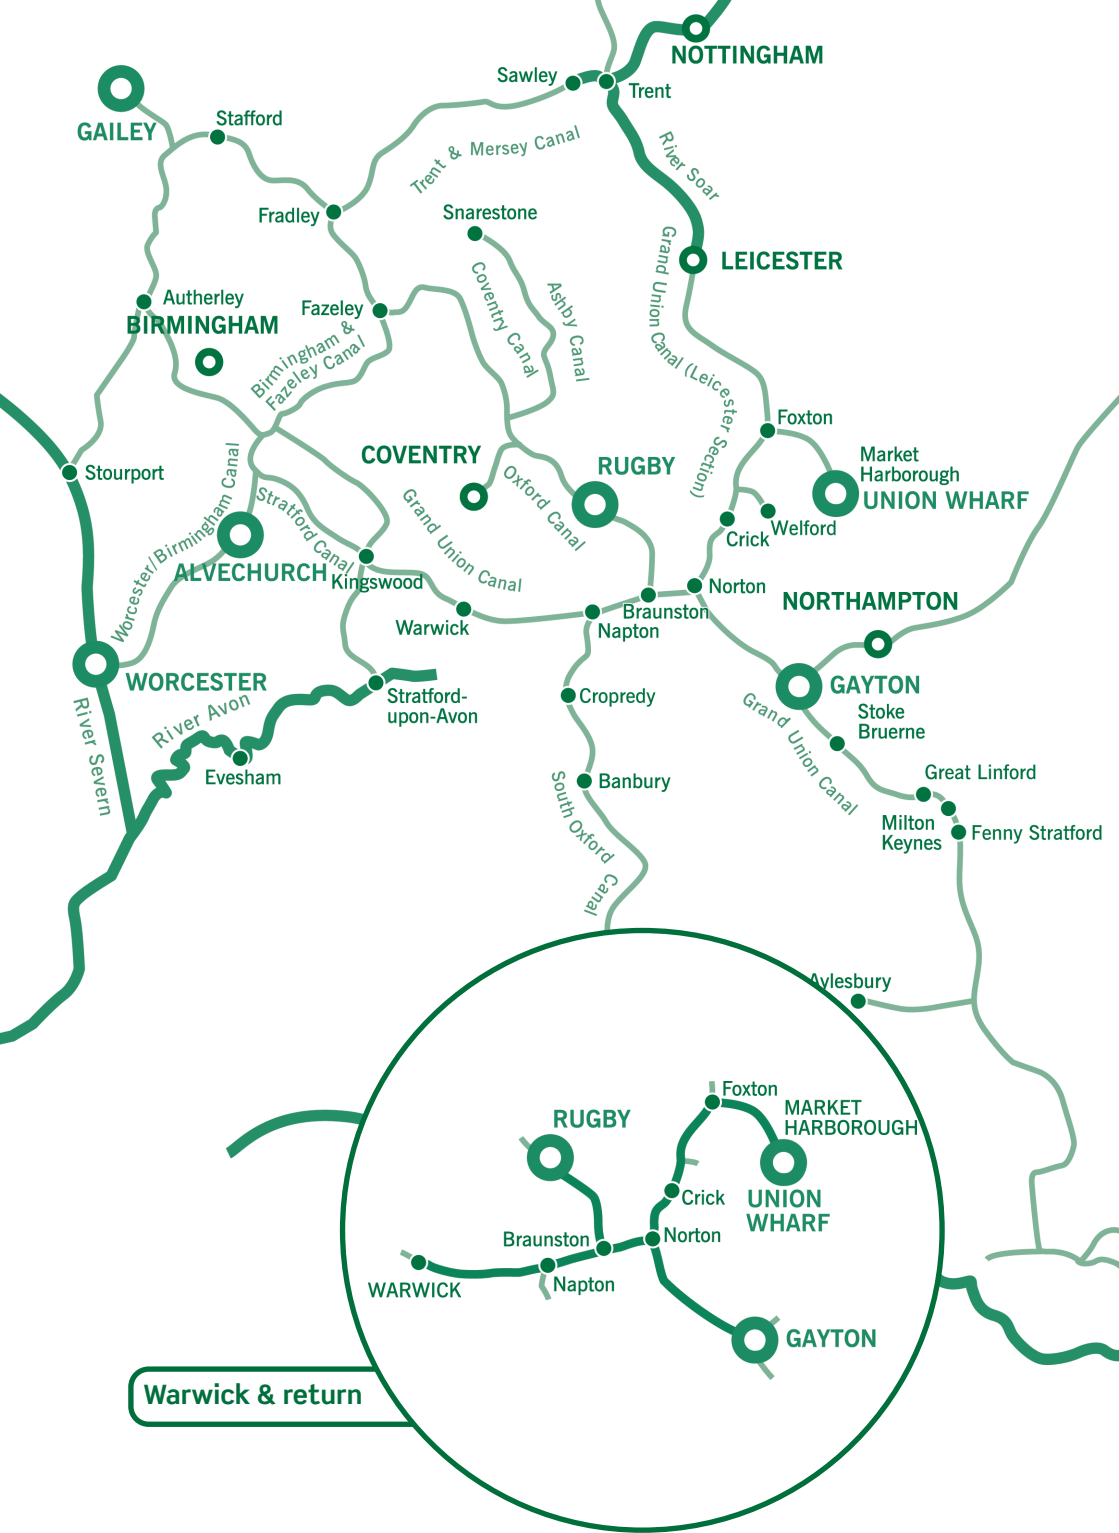 NOTTINGHAM
Sawley
Trent
GAILEY
Stafford
Trent & Mersey Canal
River Soar
Fradley
Snarestone
LEICESTER
Grand Union Canal (Leicester Section)
Coventry Canal
Ashby Canal
Autherley
BIRMINGHAM
Fazeley
Birmingham &
Fazeley Canal
Foxton
Market
Harborough
UNION WHARF
COVENTRY
RUGBY
Stourport
Worcester/Birmingham Canal
Stratford Canal
Grand Union Canal
Oxford Canal
Welford
Crick
ALVECHURCH
Kingswood
Norton
Braunston
NORTHAMPTON
Warwick
Napton
WORCESTER
River Avon
River Severn
Stratford-
upon-Avon
Cropredy
GAYTON
Grand Union Canal
Stoke
Bruerne
Evesham
Banbury
South Oxford
Canal
Great Linford
Milton
Keynes
Fenny Stratford
Aylesbury
Foxton
MARKET
HARBOROUGH
RUGBY
Crick
UNION
WHARF
Braunston
Norton
WARWICK
Napton
GAYTON
Warwick & return